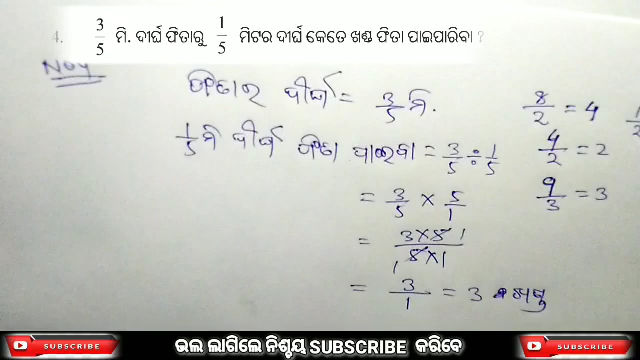 4. 3/5 ମି. ଦୀର୍ଘ ଫିତାରୁ 1/5 ମିଟର ଦୀର୍ଘ କେତେ ଖଣ୍ଡ ଫିତା ପାଇପାରିବା ?
ଫିତାର ଦୀର୍ଘ = 3/5 ମି.
1/5 ମି ଦୀର୍ଘ ଫିତା ପାଇବା = 3/5 ÷ 1/5
= 3/5 × 5/1
= 3×5 1 / 1 5×1
= 3/1 = 3 ଖଣ୍ଡ
8/2 = 4
4/2 = 2
9/3 = 3
SUBSCRIBE ଭଲ ଲାଗିଲେ ନିଶ୍ଚୟ SUBSCRIBE କରିବେ SUBSCRIBE